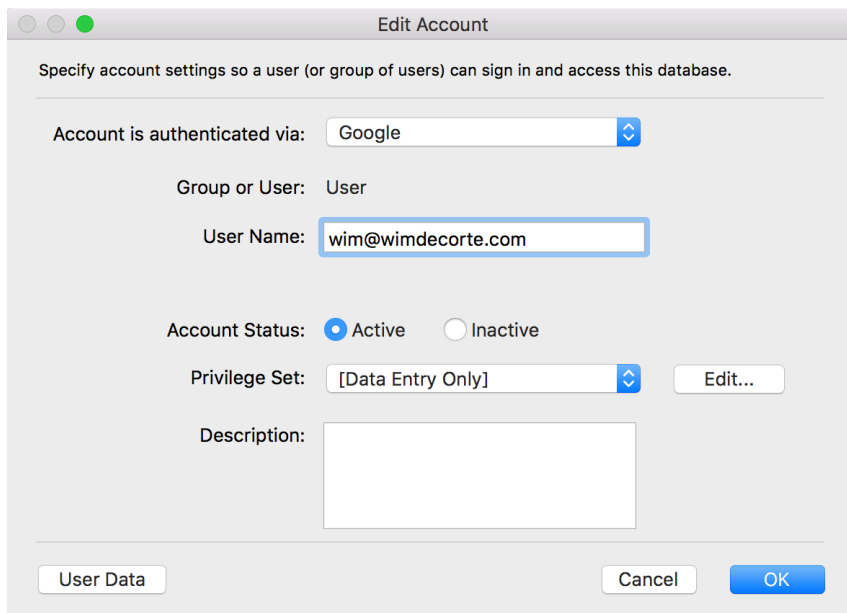 Edit Account
Specify account settings so a user (or group of users) can sign in and access this database.
Account is authenticated via: Google
Group or User: User
User Name: wim@wimdecorte.com
Account Status: Active Inactive
Privilege Set: [Data Entry Only] Edit...
Description:
User Data Cancel OK